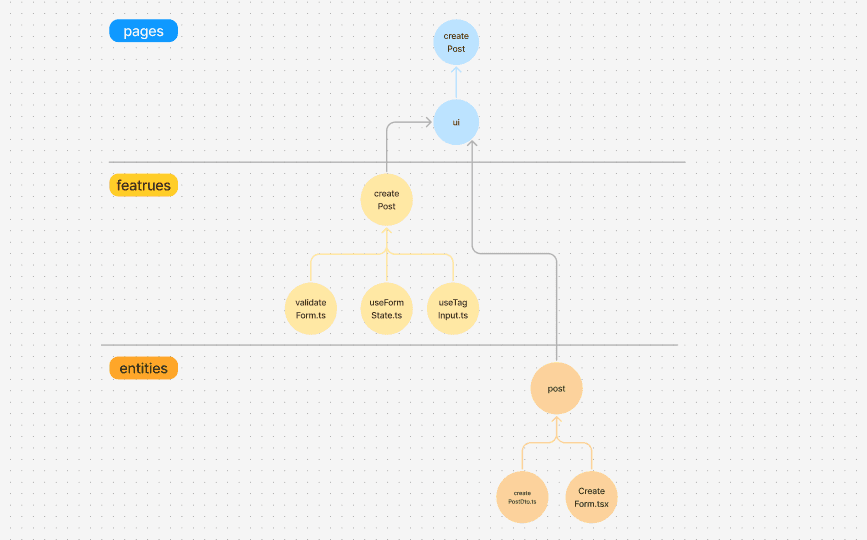 pages
create
Post
ui
featrues
create
Post
validate
Form.ts
useForm
State.ts
useTag
Input.ts
entities
post
create
PostDto.ts
Create
Form.tsx